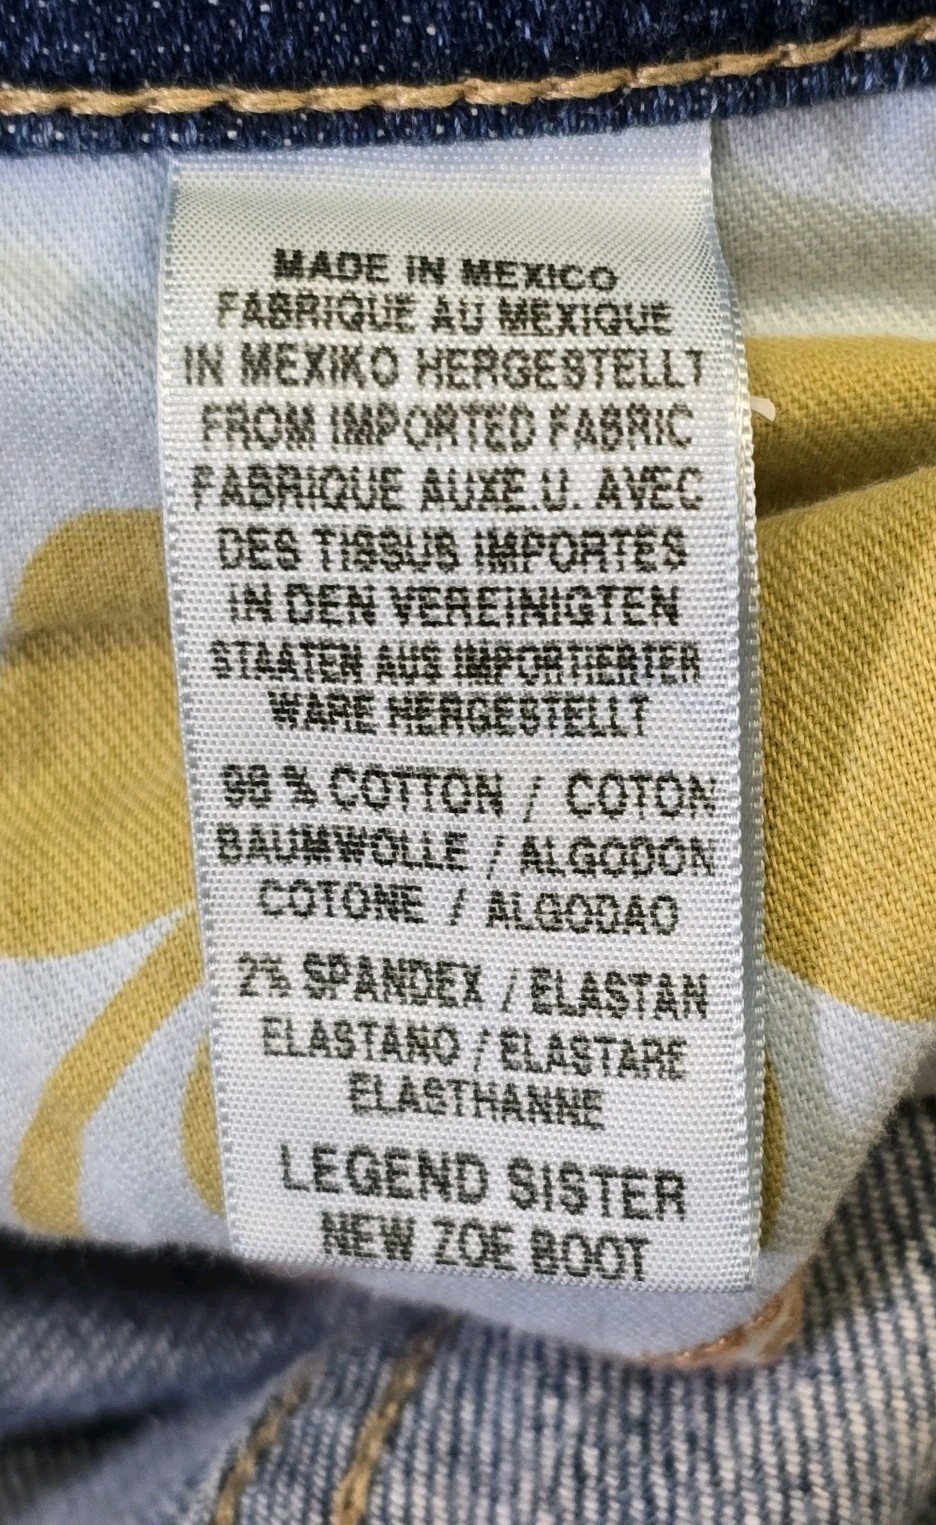 MADE IN MEXICO
FABRIQUE AU MEXIQUE
IN MEXIKO HERGESTELLT
FROM IMPORTED FABRIC
FABRIQUE AUXE.U. AVEC
DES TISSUS IMPORTES
IN DEN VEREINIGTEN
STAATEN AUS IMPORTIERTER
WARE HERGESTELLT
98 % COTTON / COTON
BAUMWOLLE / ALGODON
COTONE / ALGODAO
2% SPANDEX / ELASTAN
ELASTANO / ELASTARE
ELASTHANNE
LEGEND SISTER
NEW ZOE BOOT